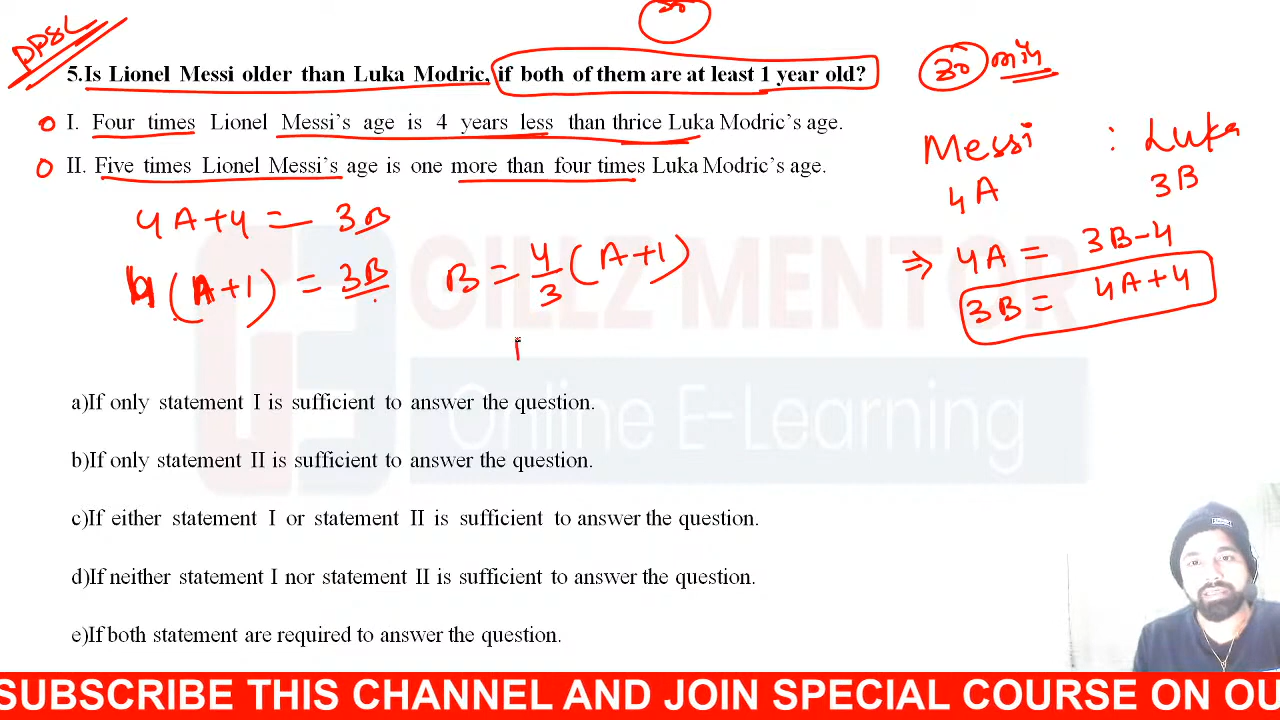 DPSL
5.Is Lionel Messi older than Luka Modric, if both of them are at least 1 year old?
I. Four times Lionel Messi's age is 4 years less than thrice Luka Modric's age.
II. Five times Lionel Messi's age is one more than four times Luka Modric's age.
Messi : Luka
4A 3B
4A+4 = 3B
⇒ 4A = 3B-4
4(A+1) = 3B
B = 4/3 (A+1)
3B = 4A+4
GILLZ MENTOR
Online E-Learning
a)If only statement I is sufficient to answer the question.
b)If only statement II is sufficient to answer the question.
c)If either statement I or statement II is sufficient to answer the question.
d)If neither statement I nor statement II is sufficient to answer the question.
e)If both statement are required to answer the question.
SUBSCRIBE THIS CHANNEL AND JOIN SPECIAL COURSE ON OU